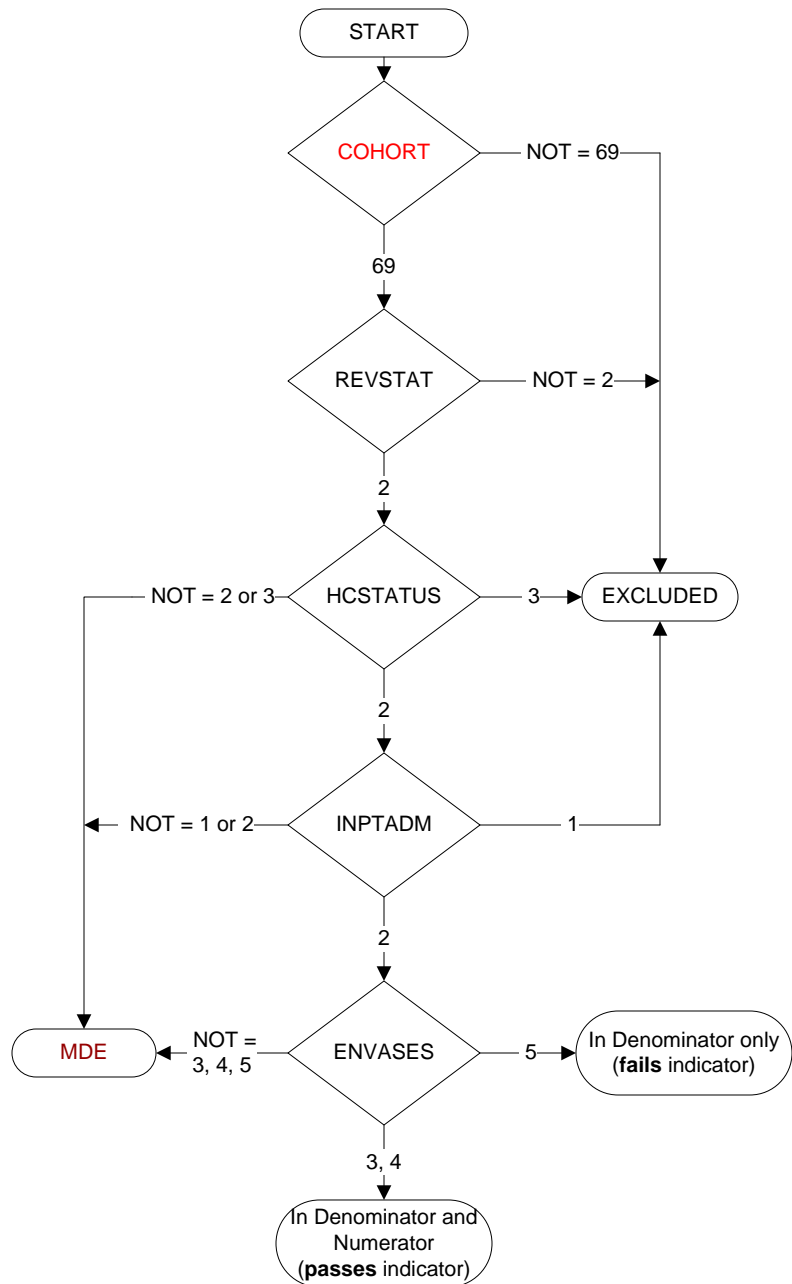 START
COHORT
NOT = 69
69
REVSTAT
NOT = 2
2
NOT = 2 or 3
HCSTATUS
3
EXCLUDED
2
NOT = 1 or 2
INPTADM
1
2
MDE
NOT =
3, 4, 5
ENVASES
5
In Denominator only
(fails indicator)
3, 4
In Denominator and
Numerator
(passes indicator)